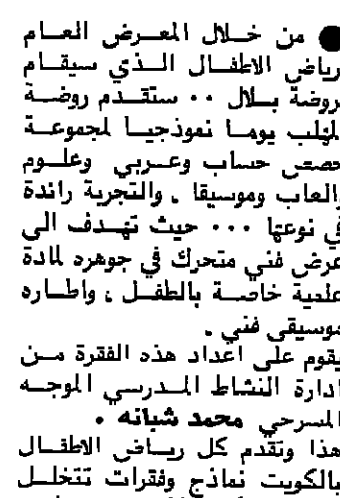 ● من خلال المعرض العام
رياض الاطفال الذي سيقام
روضة بلال ٠٠ ستقدم روضة
المهلب يوما نموذجيا لمجموعة
حصص حساب وعربي وعلوم
والعاب وموسيقا . والتجربة رائدة
في نوعها ٠٠٠ حيث تهدف الى
عرض فني متحرك في جوهره لمادة
علمية خاصة بالطفل ، واطاره
موسيقى فني .
يقوم على اعداد هذه الفقرة من
ادارة النشاط المدرسي الموجه
المسرحي محمد شبانه ٠
هذا وتقدم كل رياض الاطفال
بالكويت نماذج وفقرات تتخلل